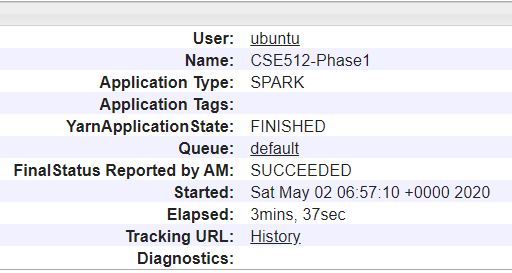 User: ubuntu
Name: CSE512-Phase1
Application Type: SPARK
Application Tags:
YarnApplicationState: FINISHED
Queue: default
FinalStatus Reported by AM: SUCCEEDED
Started: Sat May 02 06:57:10 +0000 2020
Elapsed: 3mins, 37sec
Tracking URL: History
Diagnostics: